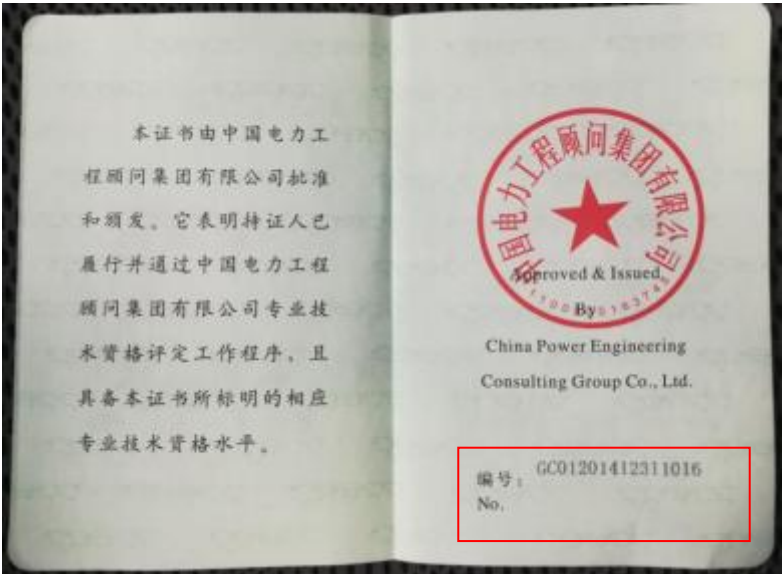 本证书由中国电力工
程顾问集团有限公司批准
和颁发。它表明持证人已
履行并通过中国电力工程
顾问集团有限公司专业技
术资格评定工作程序、且
具备本证书所标明的相应
专业技术资格水平。
中国电力工程顾问集团有限公司
Approved & Issued
By
China Power Engineering
Consulting Group Co., Ltd.
编号: GC01201412311016
No.